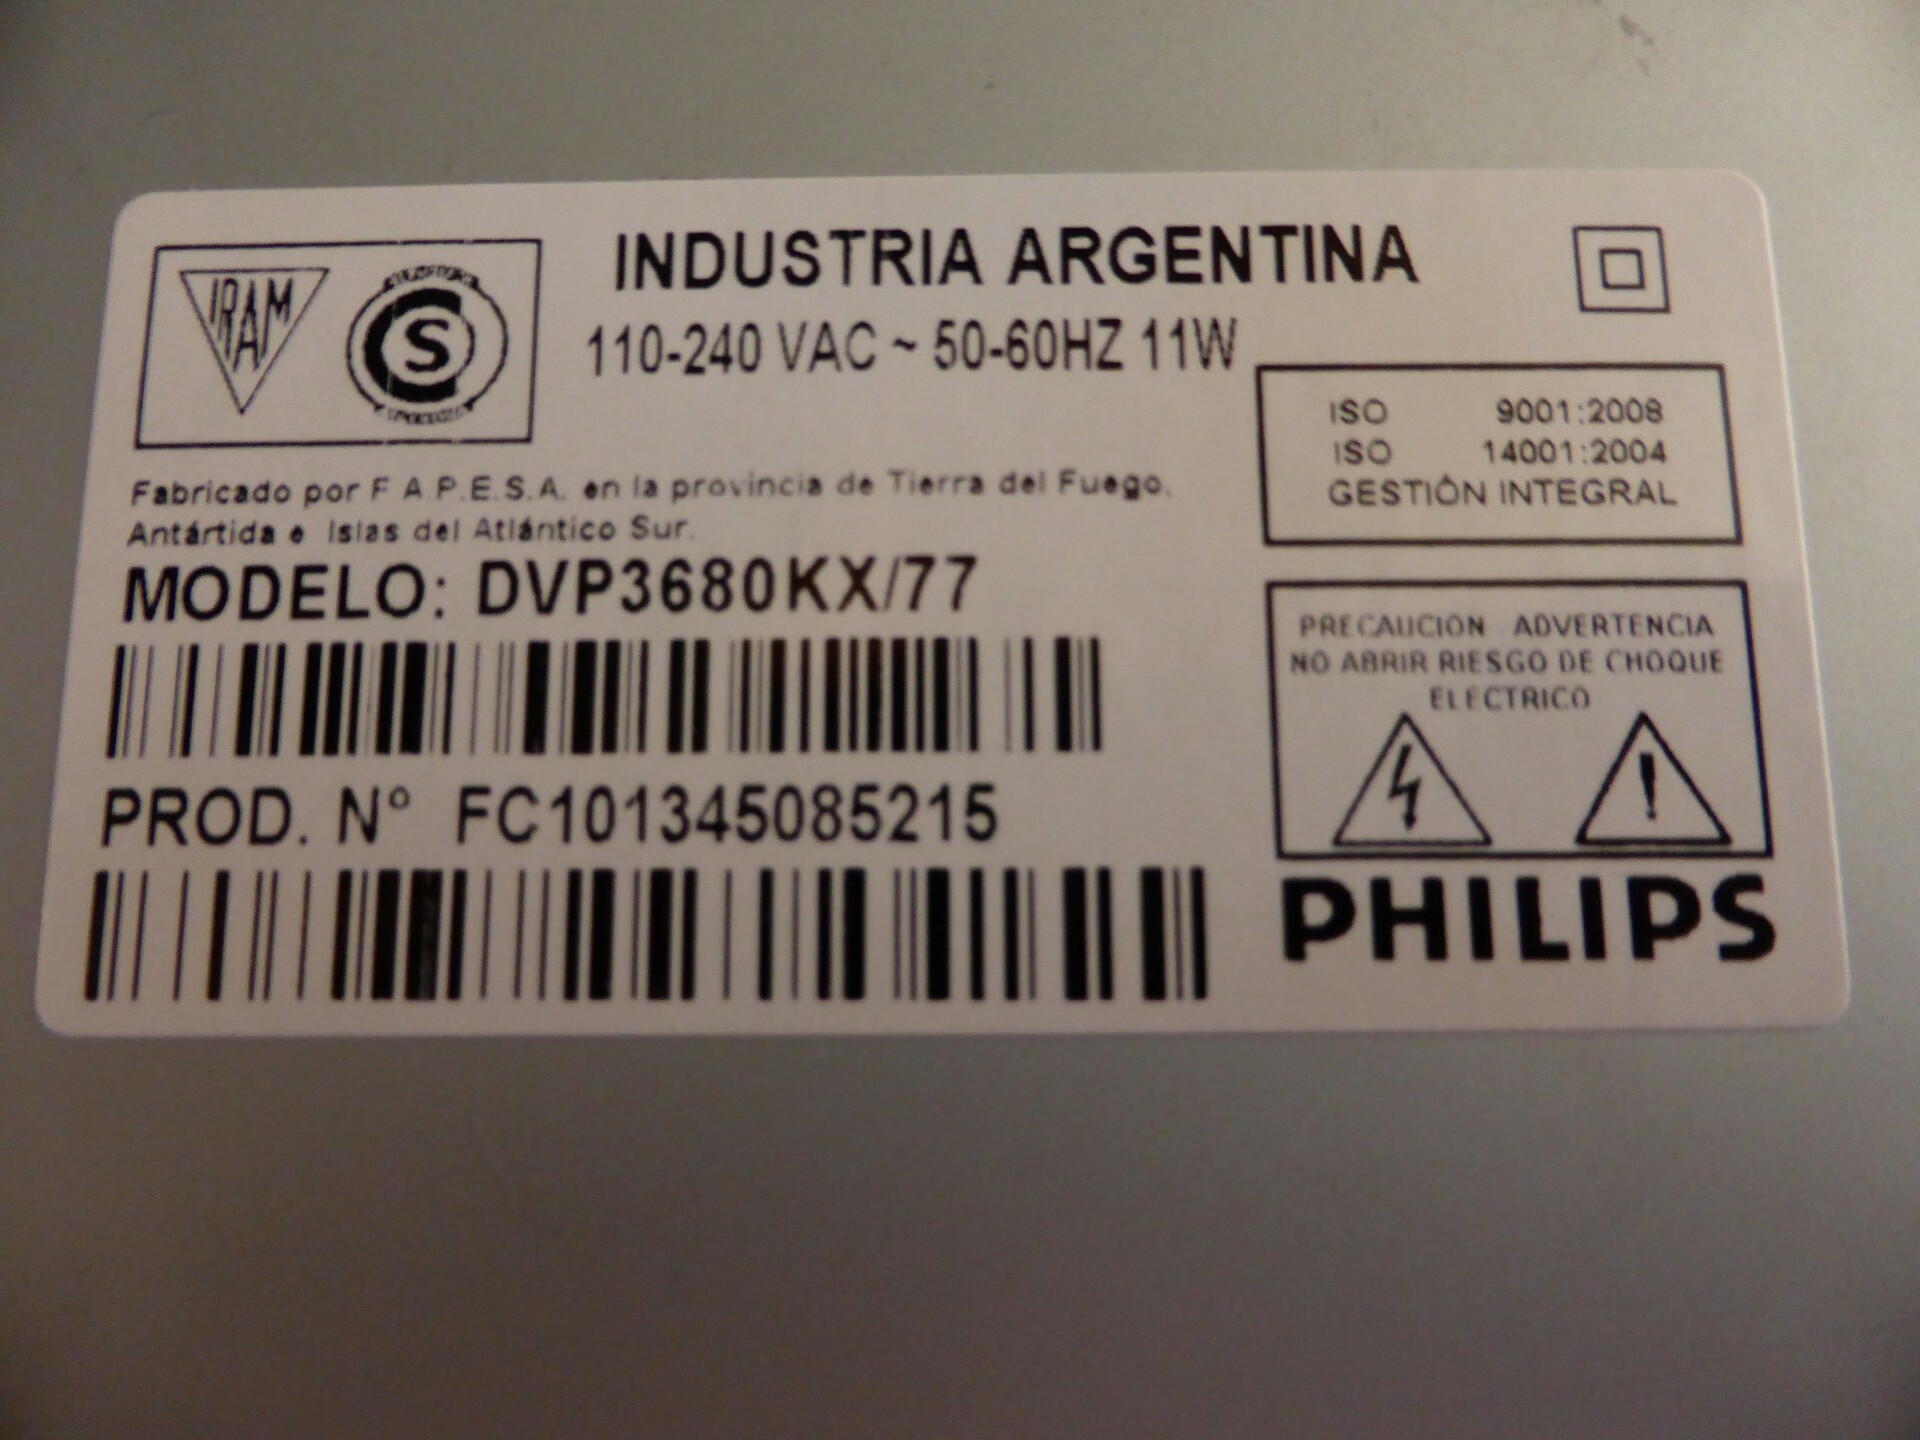 INDUSTRIA ARGENTINA
IRAM
S
110-240 VAC ~ 50-60HZ 11W
ISO 9001:2008
ISO 14001:2004
GESTIÓN INTEGRAL
Fabricado por F A.P.E.S.A. en la provincia de Tierra del Fuego,
Antártida e Islas del Atlántico Sur.
MODELO: DVP3680KX/77
PRECAUCION ADVERTENCIA
NO ABRIR RIESGO DE CHOQUE
ELECTRICO
PROD. Nº FC101345085215
PHILIPS